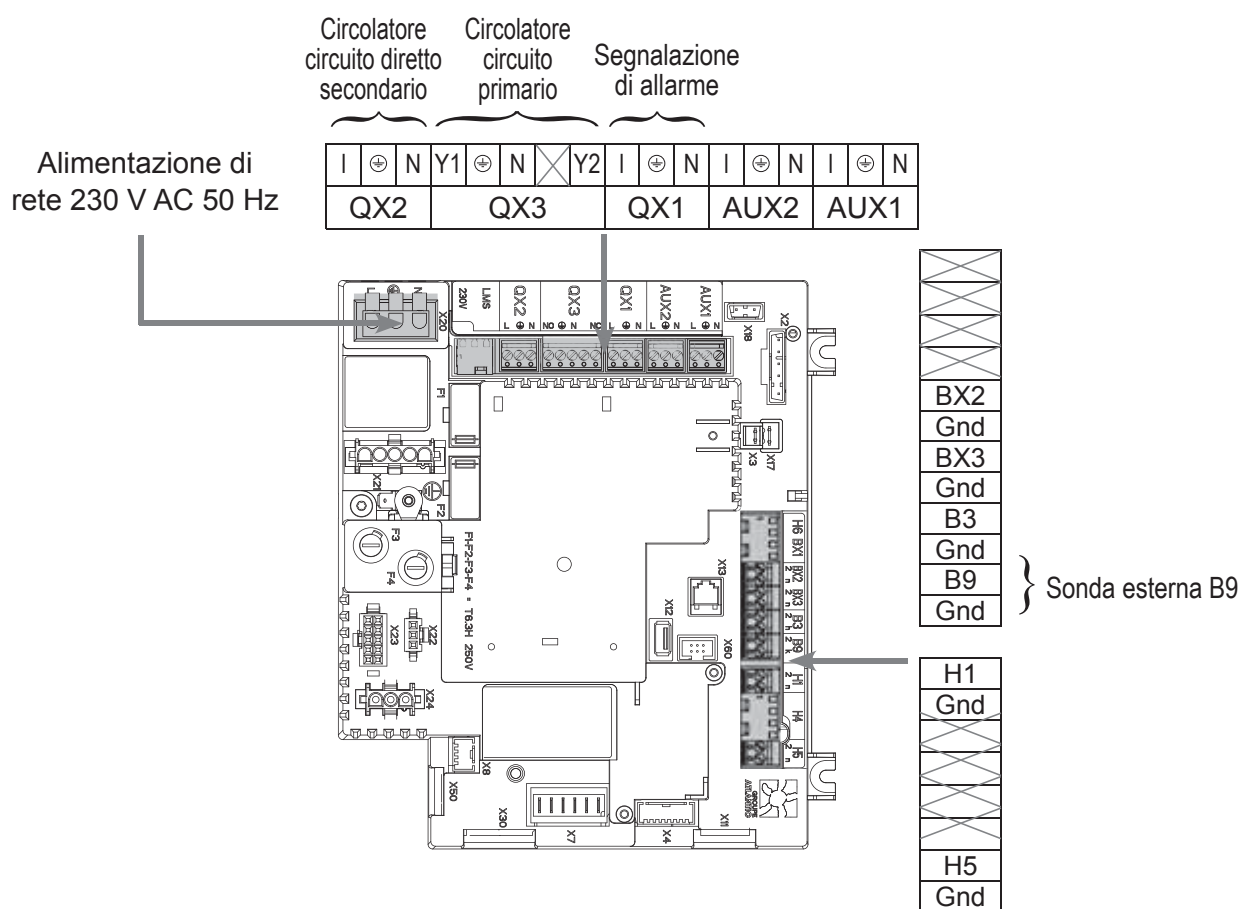 Circolatore
circuito diretto
secondario
Circolatore
circuito
primario
Segnalazione
di allarme
Alimentazione di
rete 230 V AC 50 Hz
I N Y1 N Y2 I N I N I N
QX2 QX3 QX1 AUX2 AUX1
L N
X20
230V
LMS
QX2 QX3 QX1 AUX2 AUX1
L N NO N NC L N L N L N
X18
X2
F1
X3
X17
X21
F2
F3
F4
F1-F2-F3-F4 = T6.3H 250V
X13
X12
X60
X23
X22
X24
H6 BX1
BX2
BX3
B3
B9
H1
H4
H5
X8
X50
X30
X7
X4
X11
GROUPE
ATLANTIC
BX2
Gnd
BX3
Gnd
B3
Gnd
B9
Gnd
Sonda esterna B9
H1
Gnd
H5
Gnd